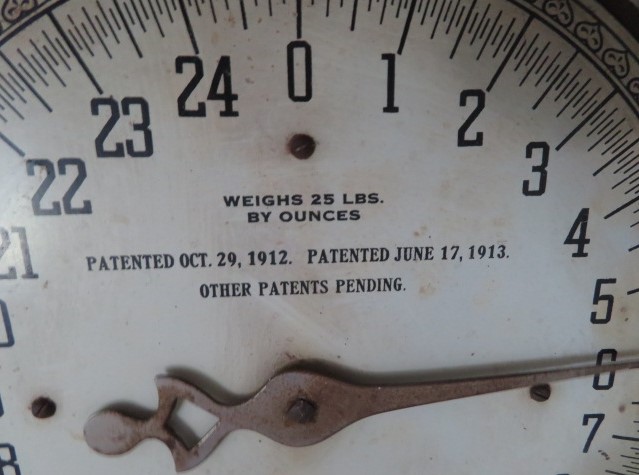 0
24 1
23 2
22 3
WEIGHS 25 LBS.
BY OUNCES
21 4
PATENTED OCT. 29, 1912. PATENTED JUNE 17, 1913.
OTHER PATENTS PENDING.
5
6
7